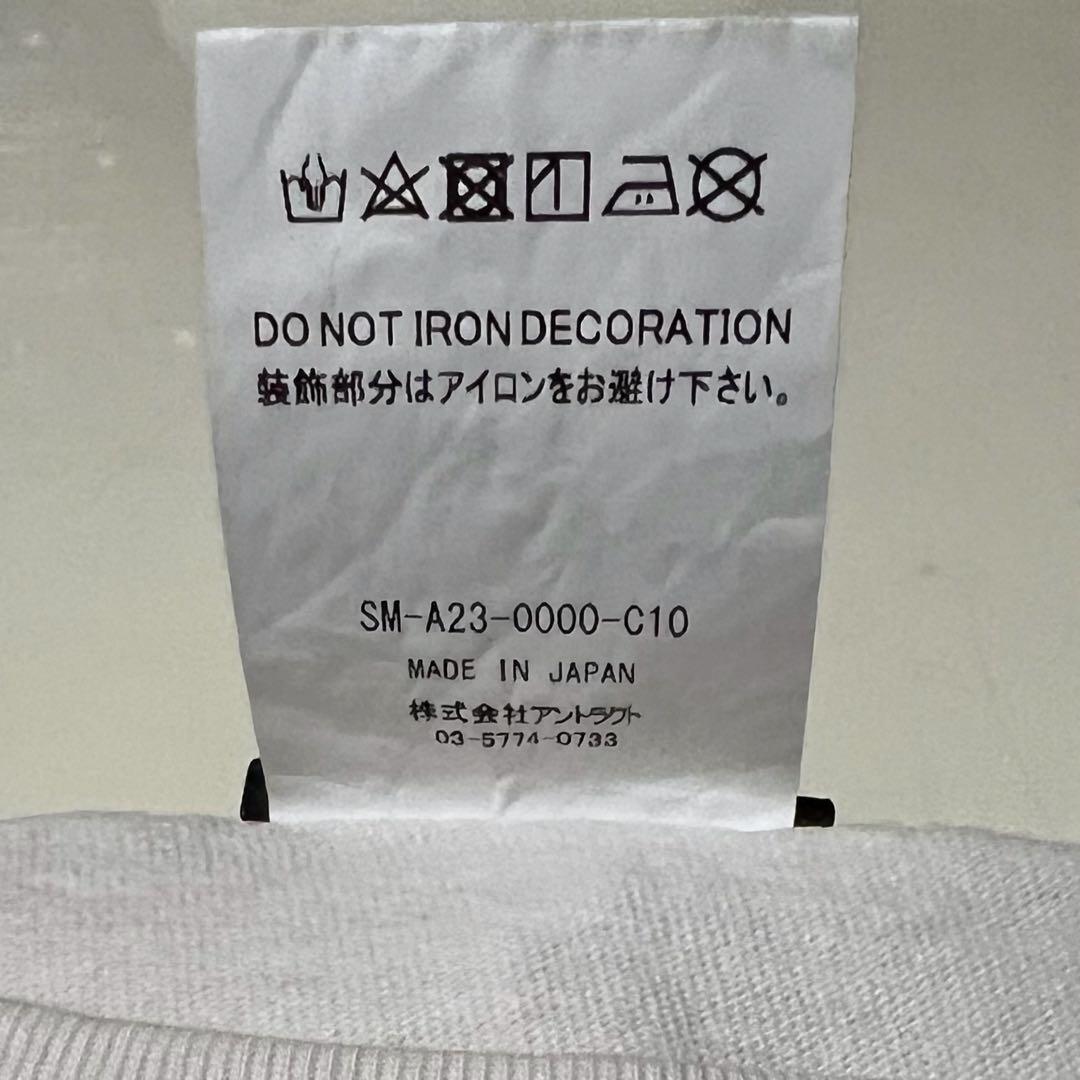 DO NOT IRON DECORATION
装飾部分はアイロンをお避け下さい。
SM-A23-0000-C10
MADE IN JAPAN
株式会社アントラクト
03-5774-0733